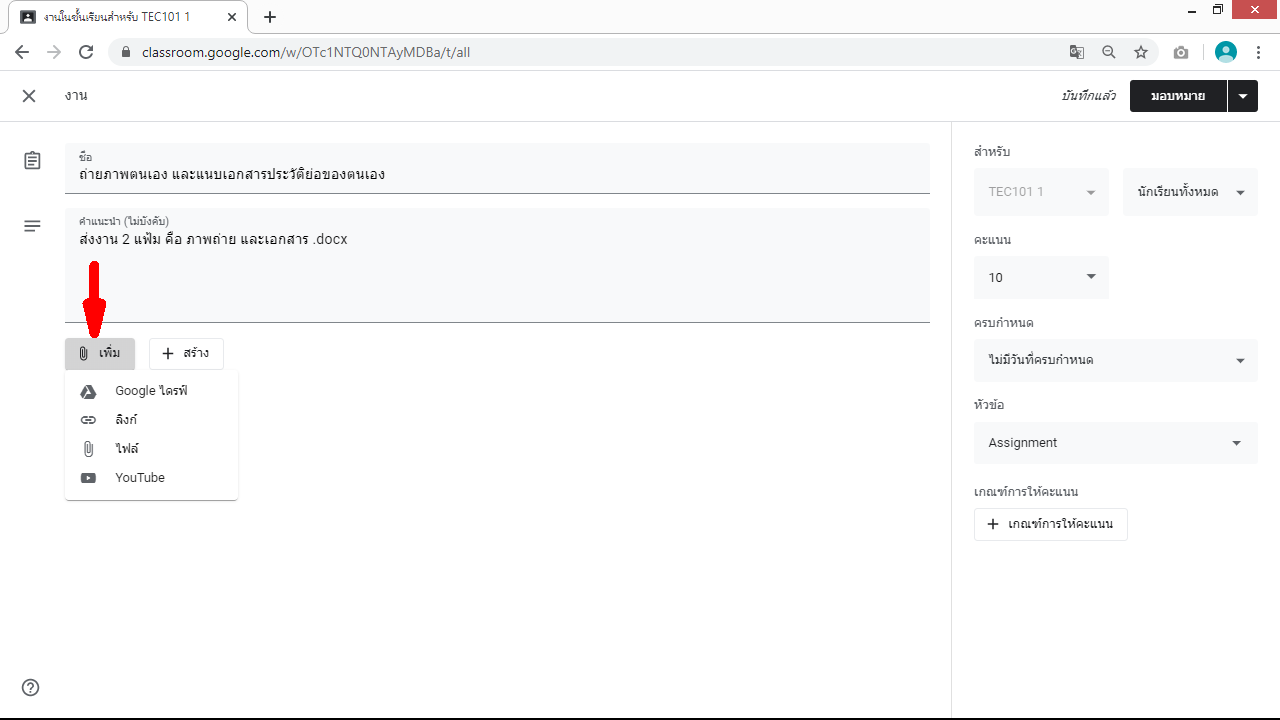 งานในชั้นเรียนสำหรับ TEC101 1
classroom.google.com/w/OTc1NTQ0NTAyMDBa/t/all
งาน
บันทึกแล้ว
มอบหมาย
ชื่อ
ถ่ายภาพตนเอง และแนบเอกสารประวัติย่อของตนเอง
คำแนะนำ (ไม่บังคับ)
ส่งงาน 2 แฟ้ม คือ ภาพถ่าย และเอกสาร .docx
เพิ่ม
สร้าง
Google ไดรฟ์
ลิงก์
ไฟล์
YouTube
สำหรับ
TEC101 1
นักเรียนทั้งหมด
คะแนน
10
ครบกำหนด
ไม่มีวันที่ครบกำหนด
หัวข้อ
Assignment
เกณฑ์การให้คะแนน
เกณฑ์การให้คะแนน